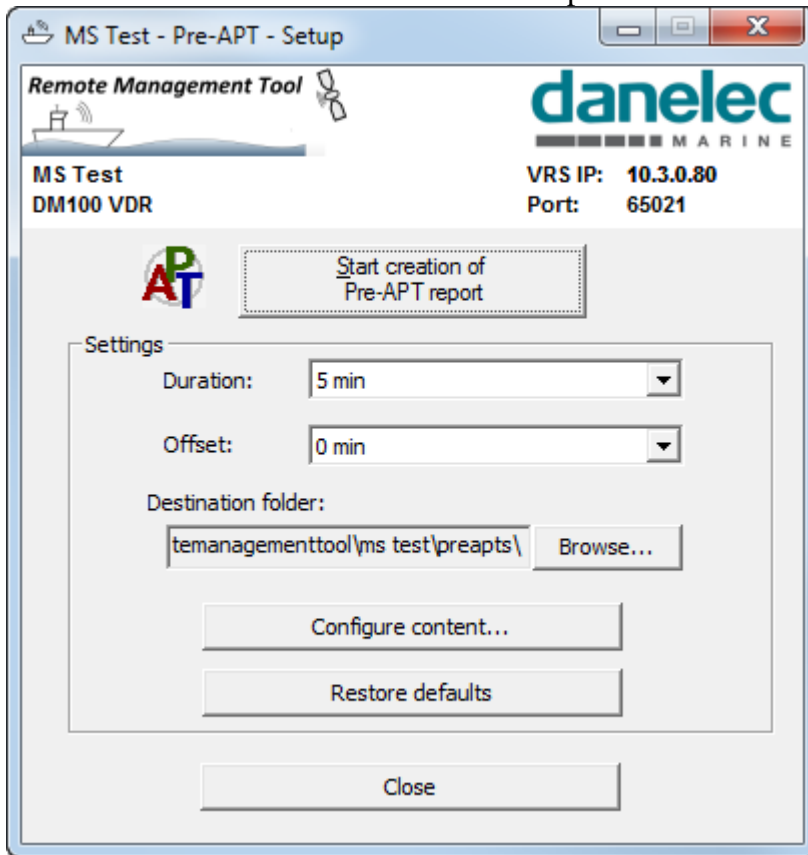 MS Test - Pre-APT - Setup
Remote Management Tool
danelec
MARINE
MS Test
VRS IP: 10.3.0.80
DM100 VDR
Port: 65021
APT
Start creation of
Pre-APT report
Settings
Duration: 5 min
Offset: 0 min
Destination folder:
temanagementtool\ms test\preapts\ Browse...
Configure content...
Restore defaults
Close